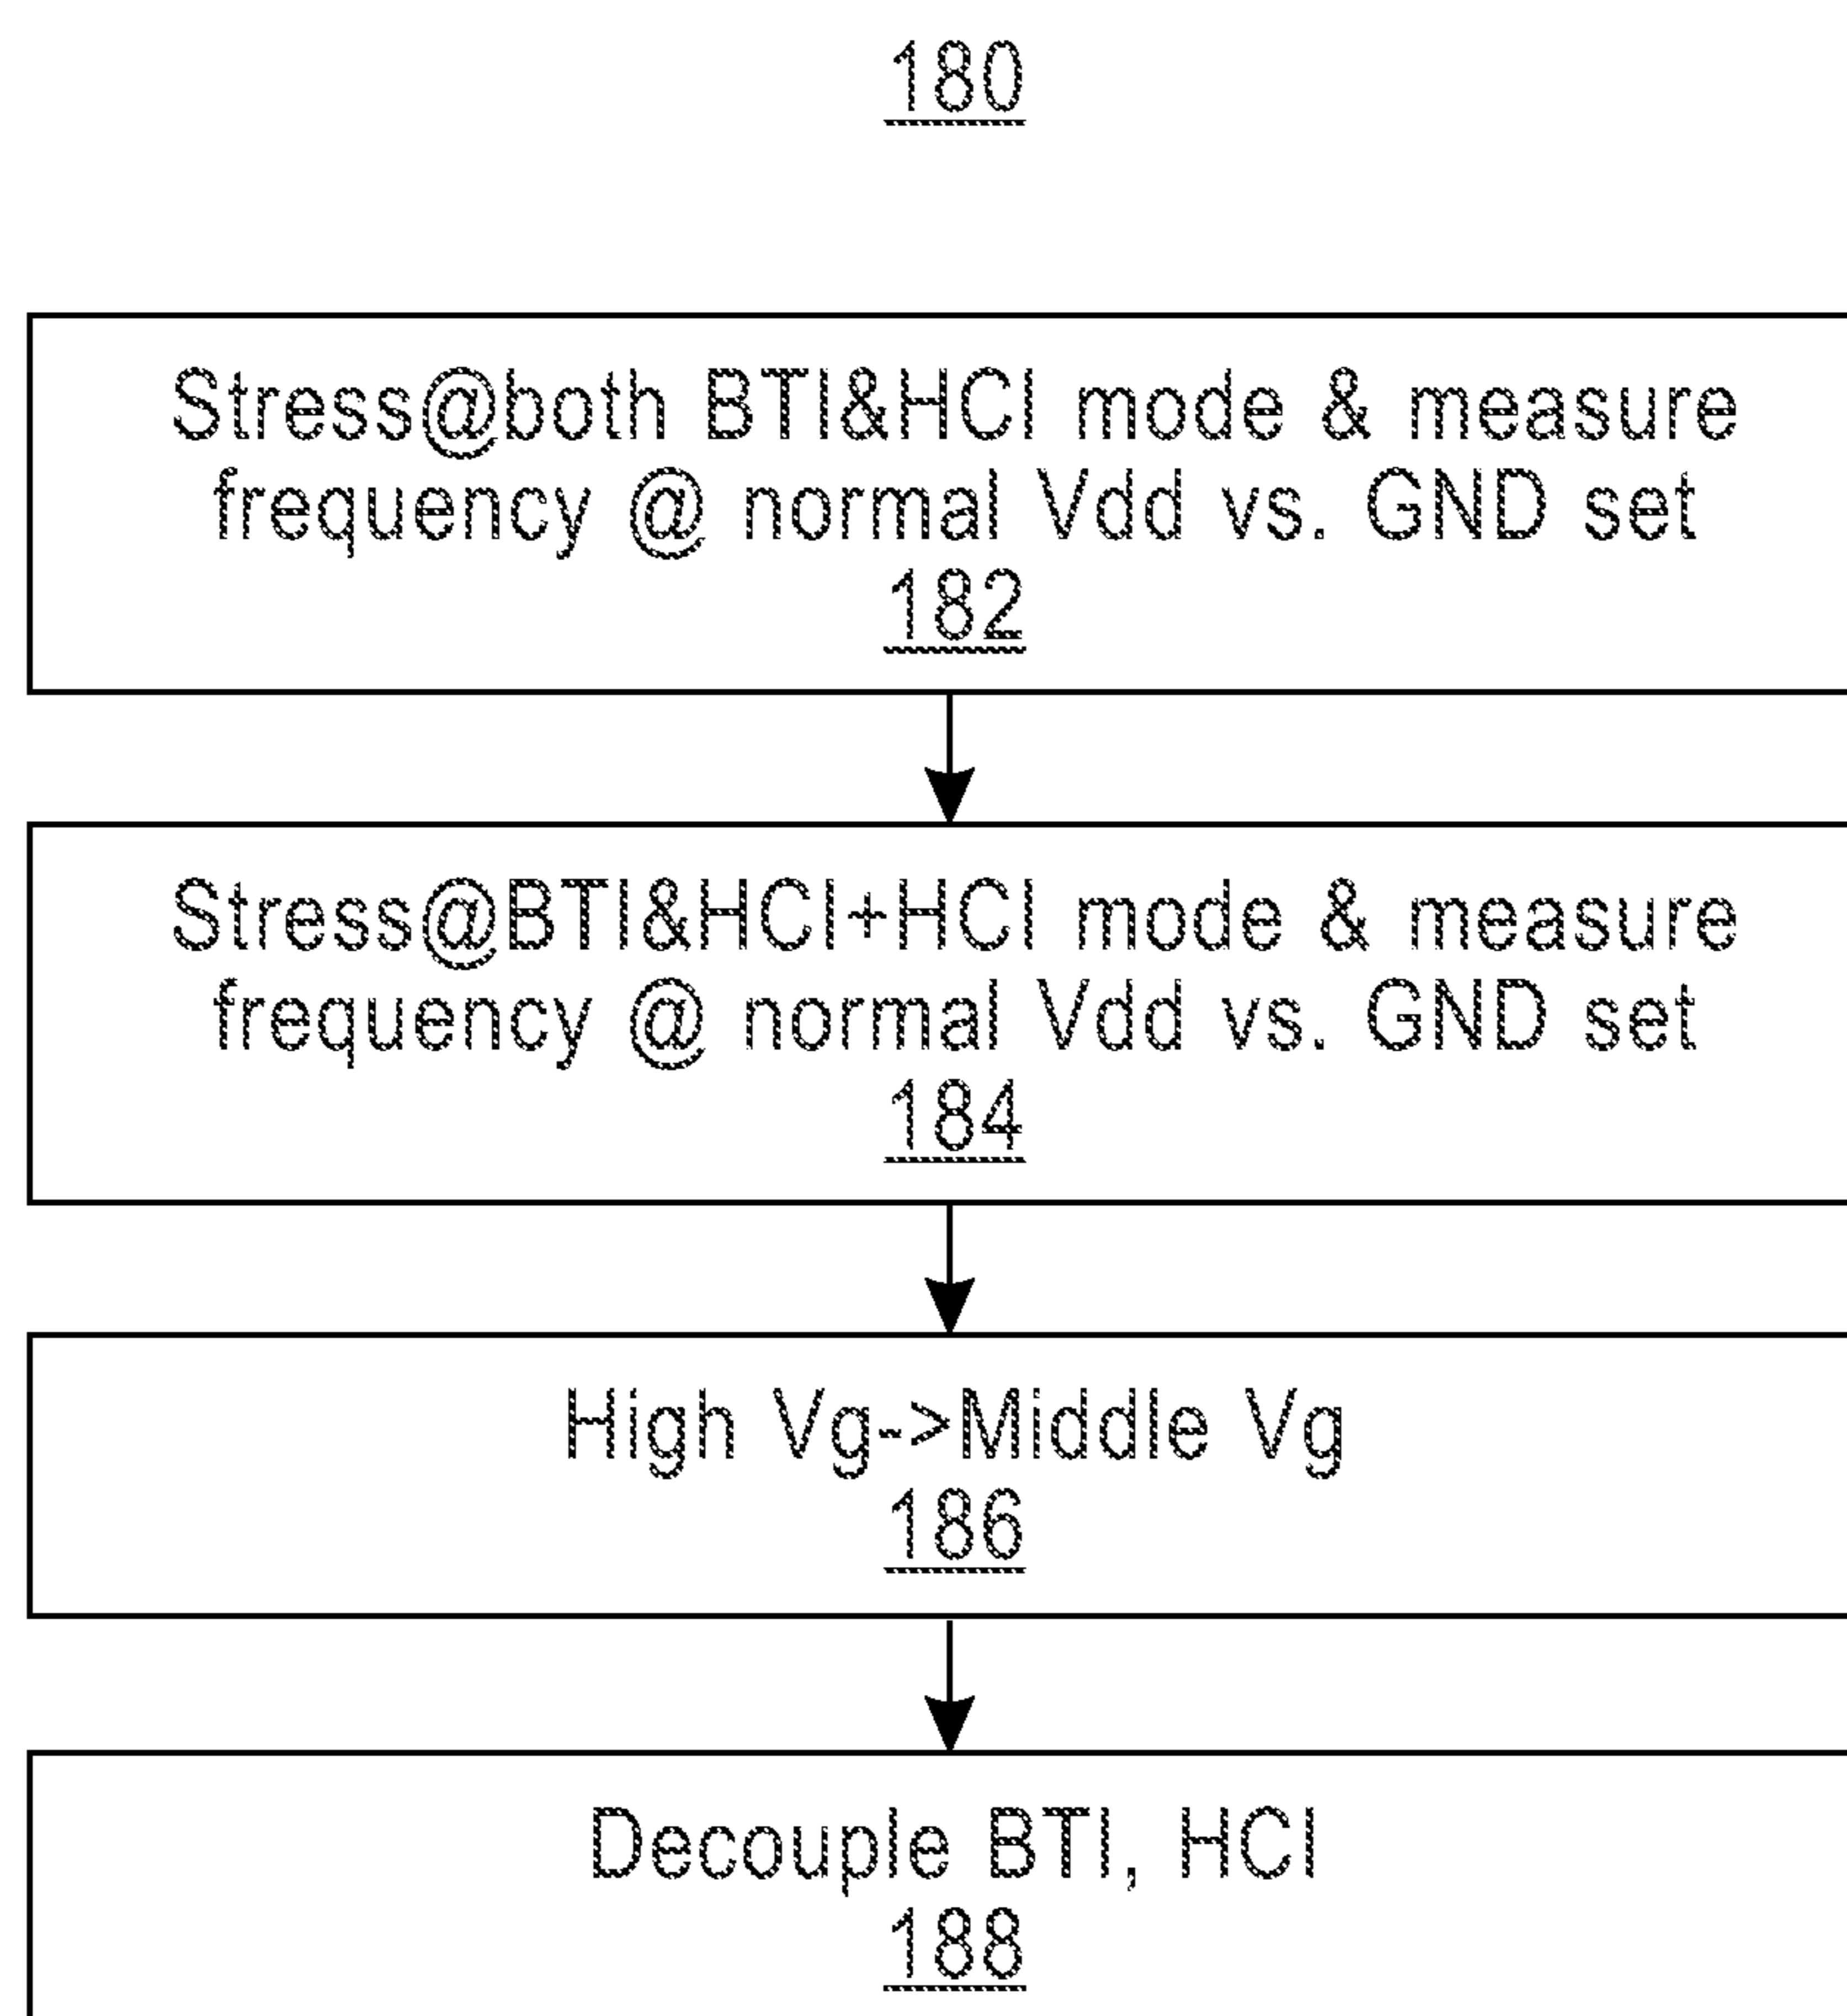 180
Stress@both BTI&HCI mode & measure
frequency @ normal Vdd vs. GND set
182
Stress@BTI&HCI+HCI mode & measure
frequency @ normal Vdd vs. GND set
184
High Vg->Middle Vg
186
Decouple BTI, HCI
188